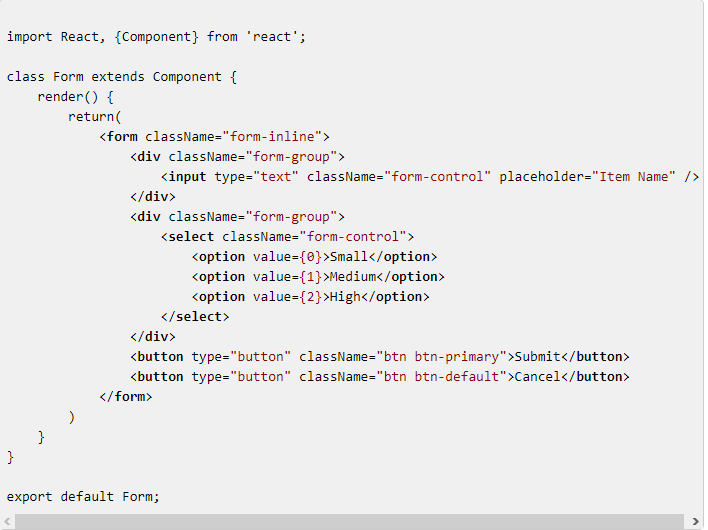 import React, {Component} from 'react';

class Form extends Component {
    render() {
        return(
            <form className="form-inline">
                <div className="form-group">
                    <input type="text" className="form-control" placeholder="Item Name" />
                </div>
                <div className="form-group">
                    <select className="form-control">
                        <option value={0}>Small</option>
                        <option value={1}>Medium</option>
                        <option value={2}>High</option>
                    </select>
                </div>
                <button type="button" className="btn btn-primary">Submit</button>
                <button type="button" className="btn btn-default">Cancel</button>
            </form>
        )
    }
}

export default Form;